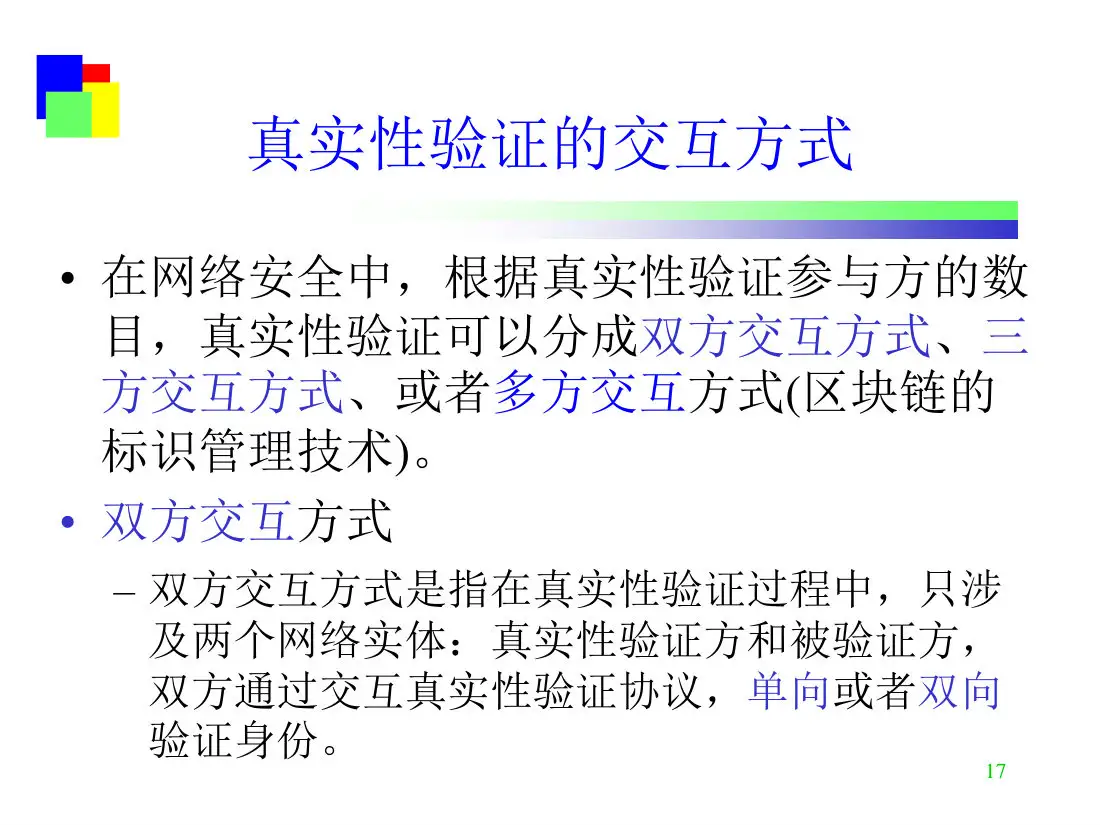 真实性验证的交互方式
• 在网络安全中，根据真实性验证参与方的数
目，真实性验证可以分成双方交互方式、三
方交互方式、或者多方交互方式(区块链的
标识管理技术)。
• 双方交互方式
– 双方交互方式是指在真实性验证过程中，只涉
及两个网络实体：真实性验证方和被验证方，
双方通过交互真实性验证协议，单向或者双向
验证身份。
17